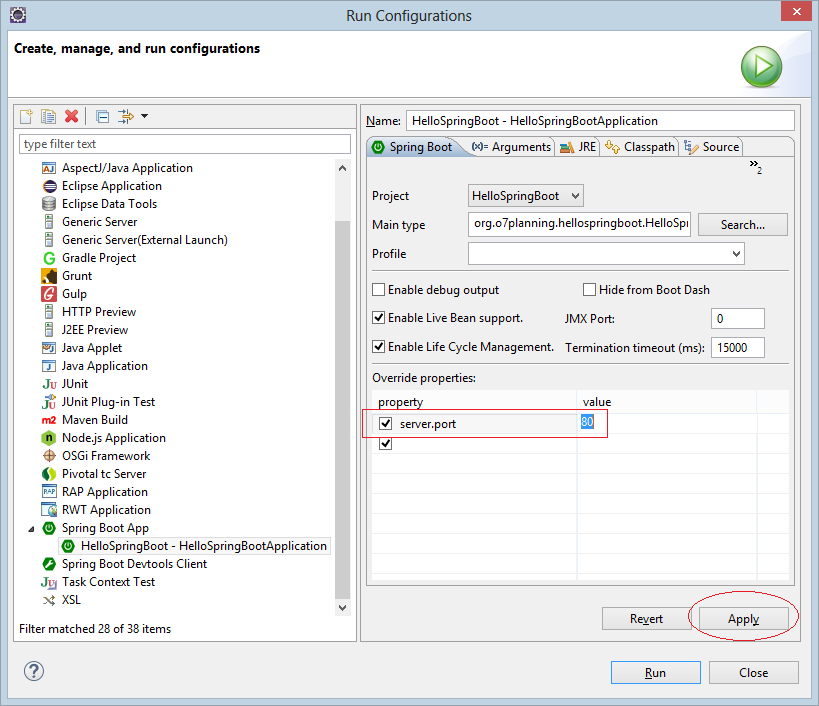 Run Configurations
Create, manage, and run configurations
type filter text
AspectJ/Java Application
Eclipse Application
Eclipse Data Tools
Generic Server
Generic Server(External Launch)
Gradle Project
Grunt
Gulp
HTTP Preview
J2EE Preview
Java Applet
Java Application
JUnit
JUnit Plug-in Test
Maven Build
Node.js Application
OSGi Framework
Pivotal tc Server
RAP Application
RWT Application
Spring Boot App
HelloSpringBoot - HelloSpringBootApplication
Spring Boot Devtools Client
Task Context Test
XSL
Filter matched 28 of 38 items
Name: HelloSpringBoot - HelloSpringBootApplication
Spring Boot (x)= Arguments JRE Classpath Source
»2
Project HelloSpringBoot
Main type org.o7planning.hellospringboot.HelloSpr Search...
Profile
Enable debug output Hide from Boot Dash
Enable Live Bean support. JMX Port: 0
Enable Life Cycle Management. Termination timeout (ms): 15000
Override properties:
property value
server.port 80
Revert Apply
Run Close